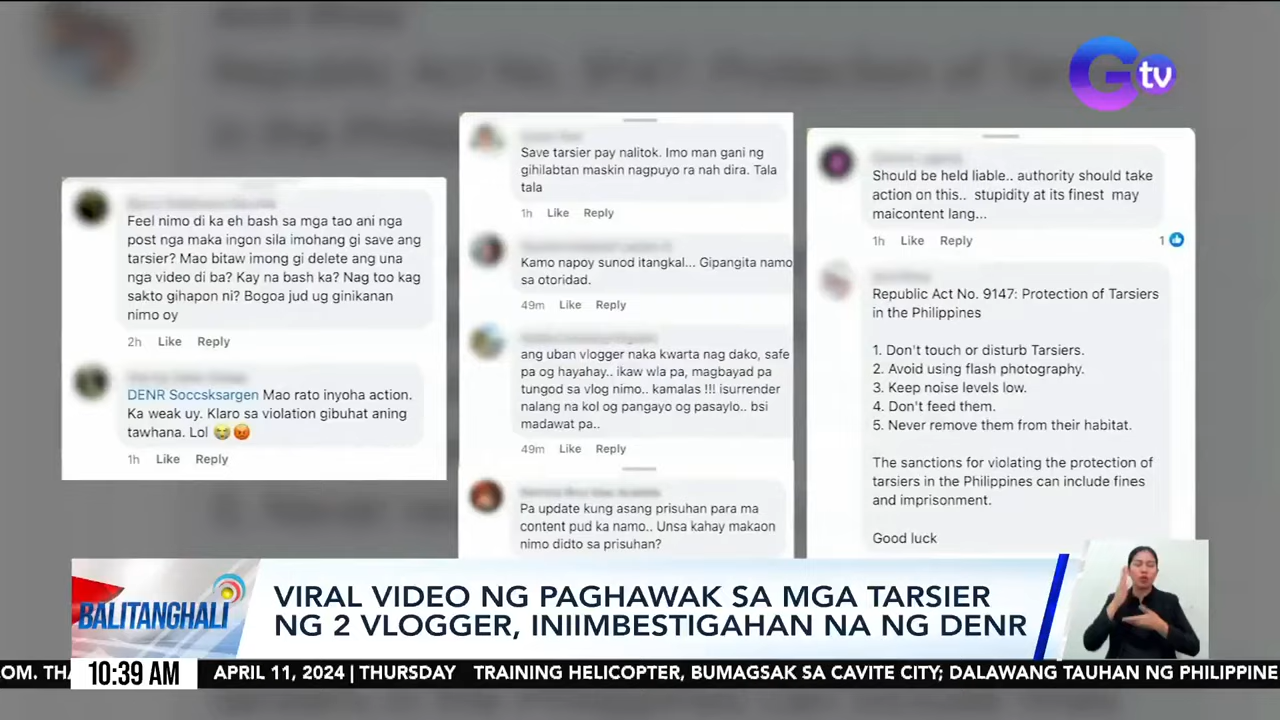 Gtv
Feel nimo di ka eh bash sa mga tao ani nga
post nga maka ingon sila imohang gi save ang
tarsier? Mao bitaw imong gi delete ang una
nga video di ba? Kay na bash ka? Nag too kag
sakto gihapon ni? Bogoa jud ug ginikanan
nimo oy
2h Like Reply
DENR Soccsksargen Mao rato inyoha action.
Ka weak uy. Klaro sa violation gibuhat aning
tawhana. Lol 😭😡
1h Like Reply
Save tarsier pay nalitok. Imo man gani ng
gihilabtan maskin nagpuyo ra nah dira. Tala
tala
1h Like Reply
Kamo napoy sunod itangkal... Gipangita namo
sa otoridad.
49m Like Reply
ang uban vlogger naka kwarta nag dako, safe
pa og hayahay.. ikaw wla pa, magbayad pa
tungod sa vlog nimo.. kamalas !!! isurrender
nalang na kol og pangayo og pasaylo.. bsi
madawat pa..
49m Like Reply
Pa update kung asang prisuhan para ma
content pud ka namo.. Unsa kahay makaon
nimo didto sa prisuhan?
Should be held liable.. authority should take
action on this.. stupidity at its finest may
maicontent lang...
1h Like Reply 1
Republic Act No. 9147: Protection of Tarsiers
in the Philippines
1. Don't touch or disturb Tarsiers.
2. Avoid using flash photography.
3. Keep noise levels low.
4. Don't feed them.
5. Never remove them from their habitat.
The sanctions for violating the protection of
tarsiers in the Philippines can include fines
and imprisonment.
Good luck
BALITANGHALI
VIRAL VIDEO NG PAGHAWAK SA MGA TARSIER
NG 2 VLOGGER, INIIMBESTIGAHAN NA NG DENR
10:39 AM APRIL 11, 2024 | THURSDAY TRAINING HELICOPTER, BUMAGSAK SA CAVITE CITY; DALAWANG TAUHAN NG PHILIPPINE